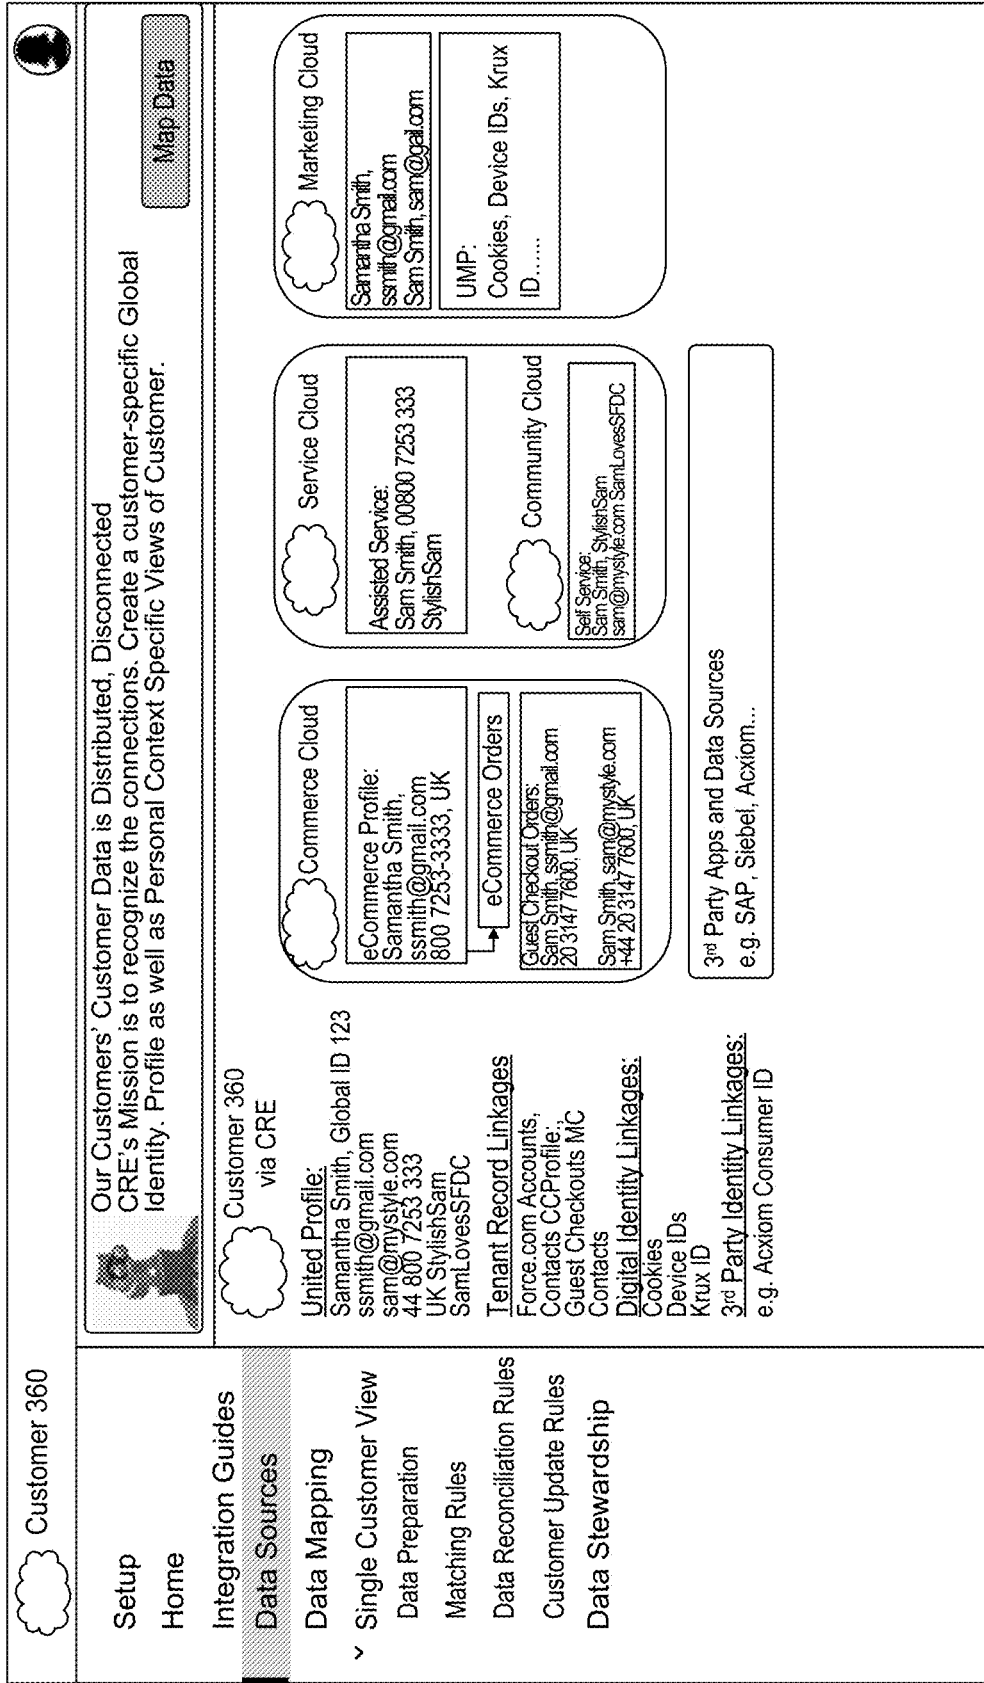 Customer 360
Setup
Home
Integration Guides
Data Sources
Data Mapping
Single Customer View
Data Preparation
Matching Rules
Data Reconciliation Rules
Customer Update Rules
Data Stewardship
Our Customers' Customer Data is Distributed, Disconnected
CRE's Mission is to recognize the connections. Create a customer-specific Global
Identity. Profile as well as Personal Context Specific Views of Customer.
Map Data
Customer 360
via CRE
United Profile:
Samantha Smith, Global ID 123
ssmith@gmail.com
sam@mystyle.com
44 800 7253 333
UK StylishSam
SamLovesSFDC
Tenant Record Linkages
Force.com Accounts,
Contacts CCProfile:,
Guest Checkouts MC
Contacts
Digital Identity Linkages:
Cookies
Device IDs
Krux ID
3rd Party Identity Linkages:
e.g. Acxiom Consumer ID
Commerce Cloud
eCommerce Profile:
Samantha Smith,
ssmith@gmail.com
800 7253-3333, UK
eCommerce Orders
Guest Checkout Orders:
Sam Smith, ssmith@gmail.com
20 3147 7600, UK
Sam Smith, sam@mystyle.com
+44 20 3147 7600, UK
Service Cloud
Assisted Service:
Sam Smith, 00800 7253 333
StylishSam
Community Cloud
Self Service:
Sam Smith, StylishSam
sam@mystyle.com SamLovesSFDC
Marketing Cloud
Samantha Smith,
ssmith@gmail.com
Sam Smith, sam@gail.com
UMP:
Cookies, Device IDs, Krux
ID......
3rd Party Apps and Data Sources
e.g. SAP, Siebel, Acxiom...